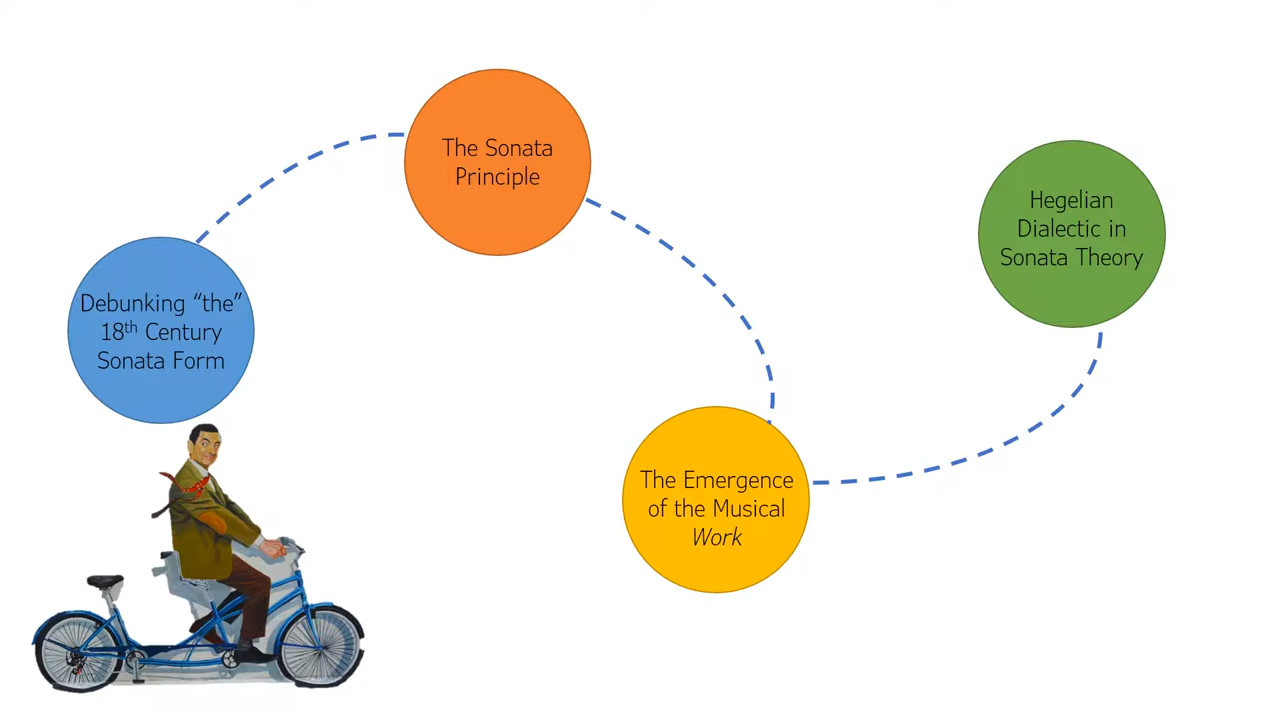 The Sonata
Principle
Hegelian
Dialectic in
Sonata Theory
Debunking “the”
18th Century
Sonata Form
The Emergence
of the Musical
Work